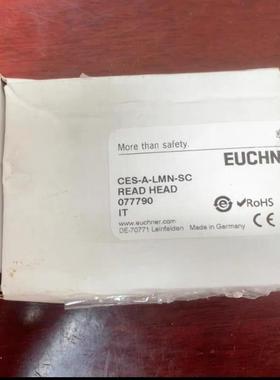 More than safety.
EUCHN
CES-A-LMN-SC
READ HEAD
077790
IT
✓RoHS
www.euchner.com
DE-70771 Leinfelden
Made in Germany
CE